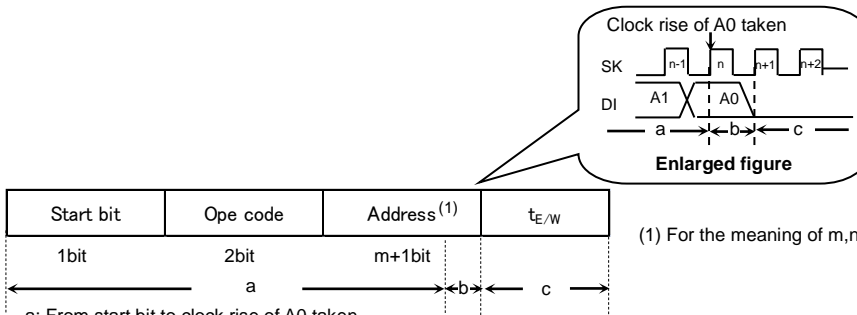 Clock rise of A0 taken
SK n-1 n n+1 n+2
DI A1 A0
a b c
Enlarged figure
Start bit Ope code Address(1) tE/W
1bit 2bit m+1bit
(1) For the meaning of m,n
a b c
a: From start bit to clock rise of A0 taken